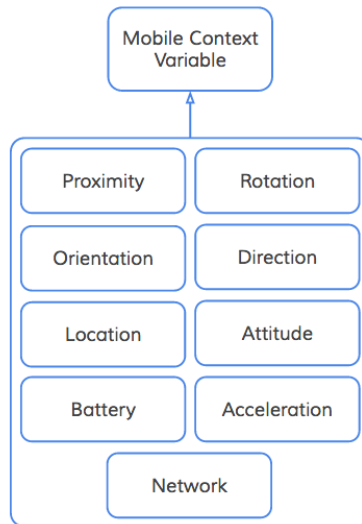 Mobile Context
Variable
Proximity
Rotation
Orientation
Direction
Location
Attitude
Battery
Acceleration
Network